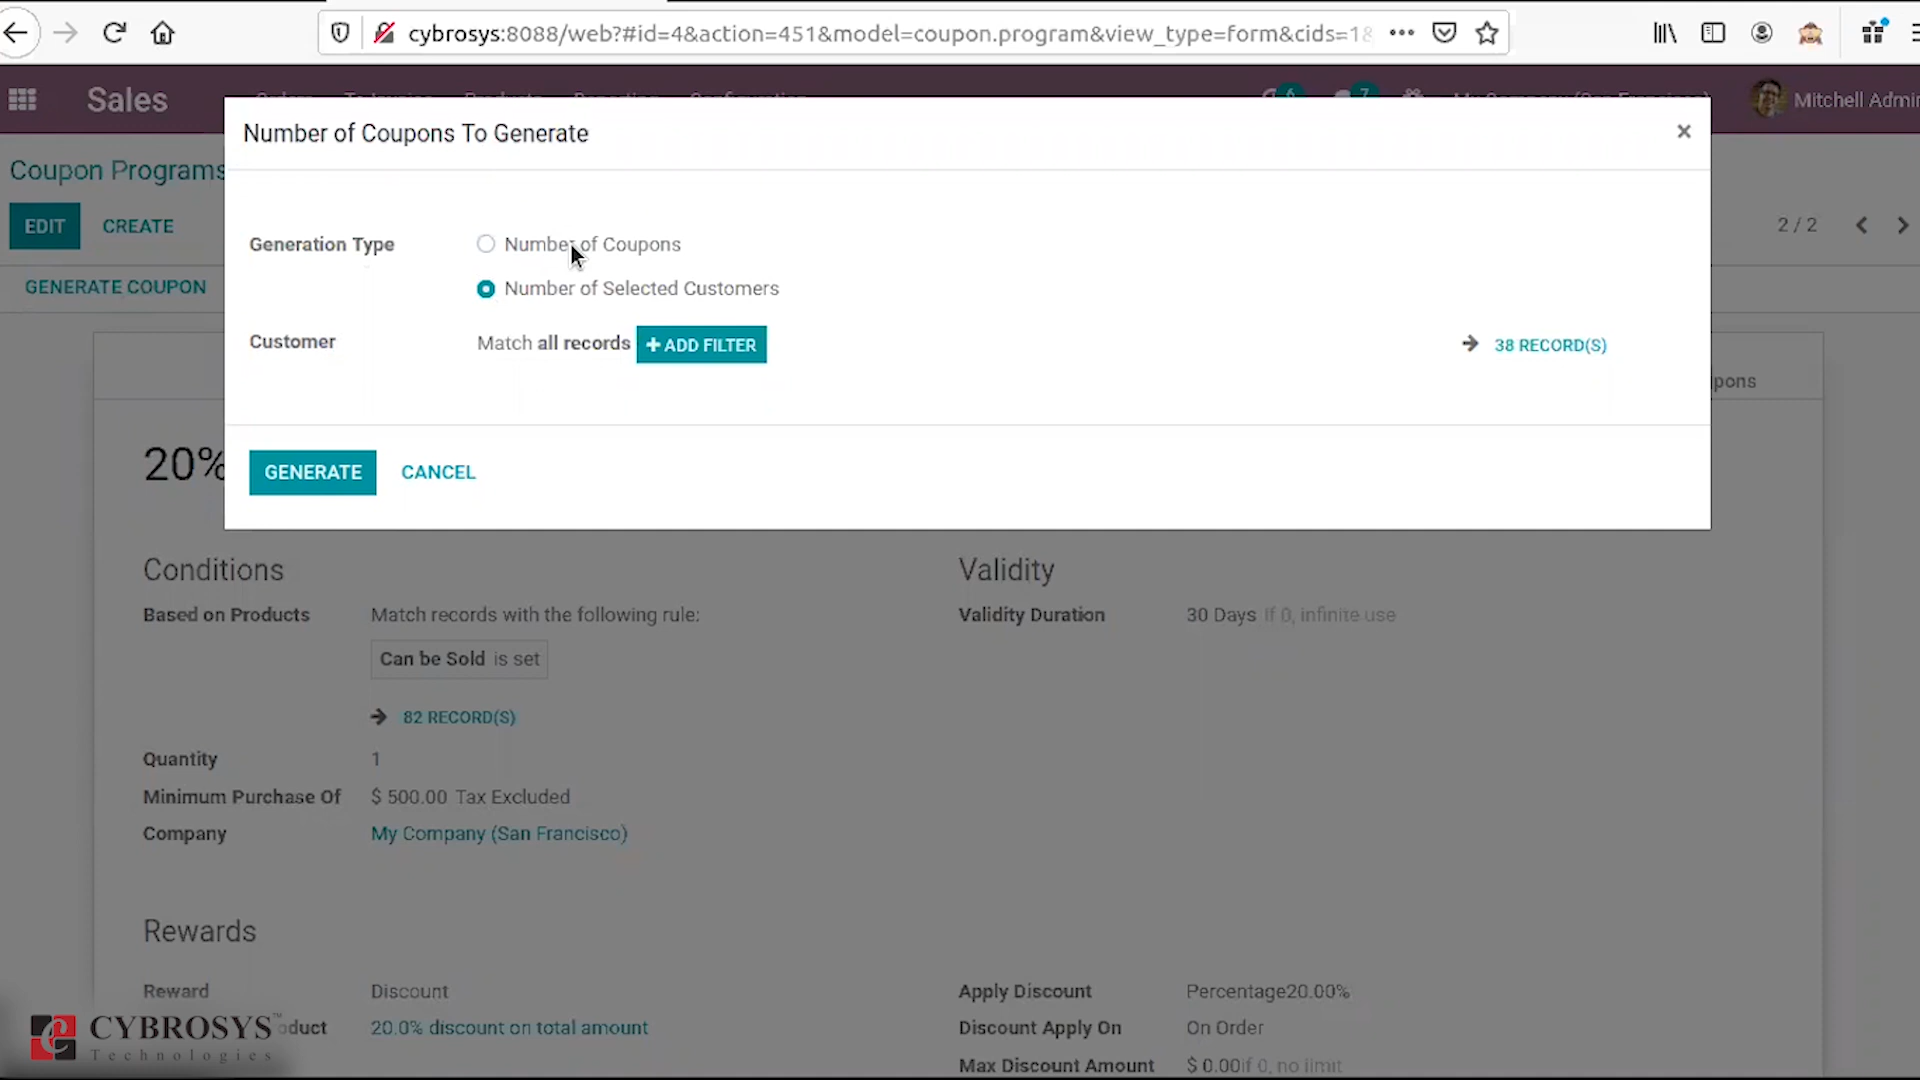 cybrosys:8088/web?#id=4&action=451&model=coupon.program&view_type=form&cids=18
Sales
6
7
Mitchell Admin
Number of Coupons To Generate
×
Coupon Programs
EDIT
CREATE
2 / 2
Generation Type
Number of Coupons
GENERATE COUPON
Number of Selected Customers
Customer
Match all records
+ ADD FILTER
38 RECORD(S)
pons
20%
GENERATE
CANCEL
Conditions
Validity
Based on Products
Match records with the following rule:
Validity Duration
30 Days If 0, infinite use
Can be Sold is set
82 RECORD(S)
Quantity
1
Minimum Purchase Of
$ 500.00 Tax Excluded
Company
My Company (San Francisco)
Rewards
Reward
Discount
Apply Discount
Percentage20.00%
CYBROSYS™
Technologies
duct
20.0% discount on total amount
Discount Apply On
On Order
Max Discount Amount
$ 0.00if 0, no limit